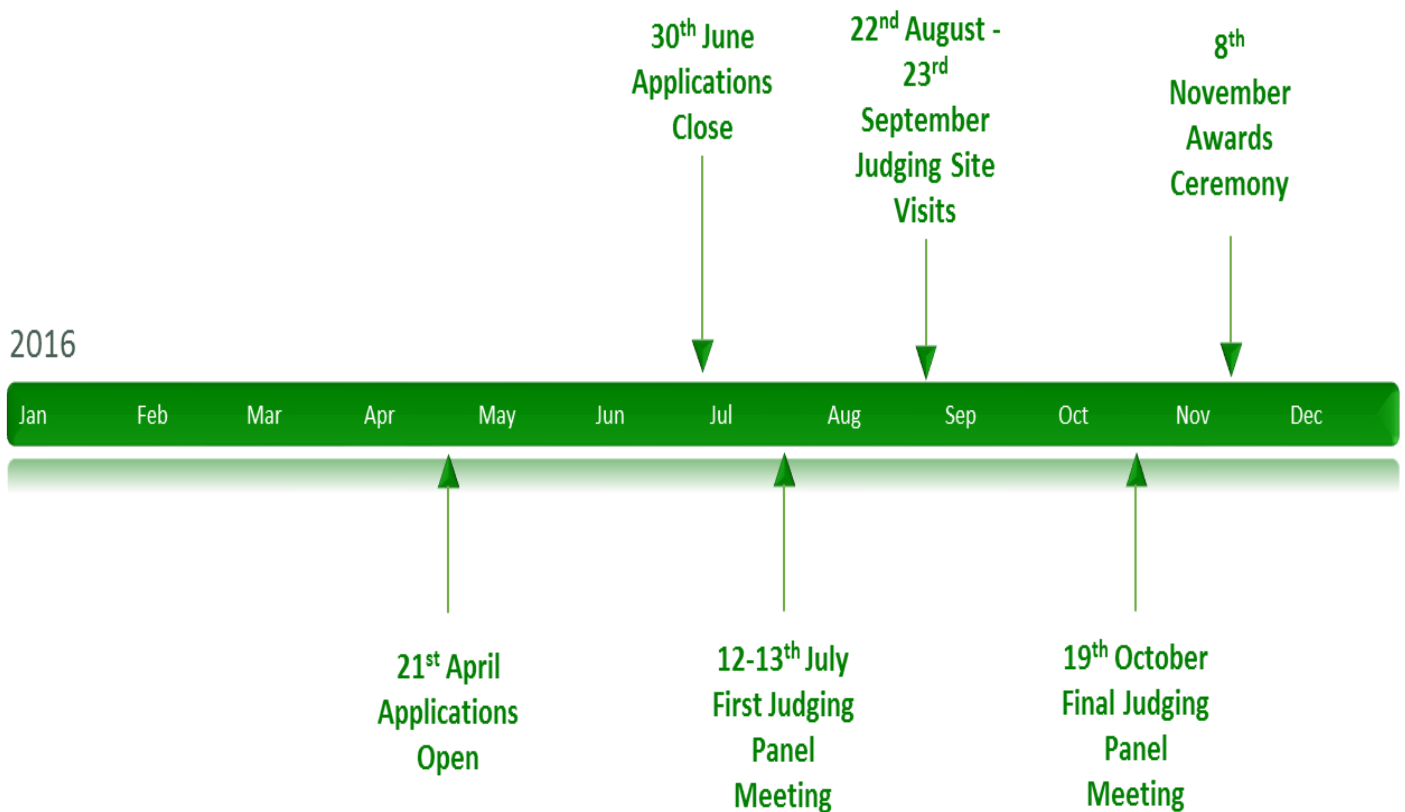 30th June
Applications
Close
22nd August -
23rd
September
Judging Site
Visits
8th
November
Awards
Ceremony
2016
Jan Feb Mar Apr May Jun Jul Aug Sep Oct Nov Dec
21st April
Applications
Open
12-13th July
First Judging
Panel
Meeting
19th October
Final Judging
Panel
Meeting